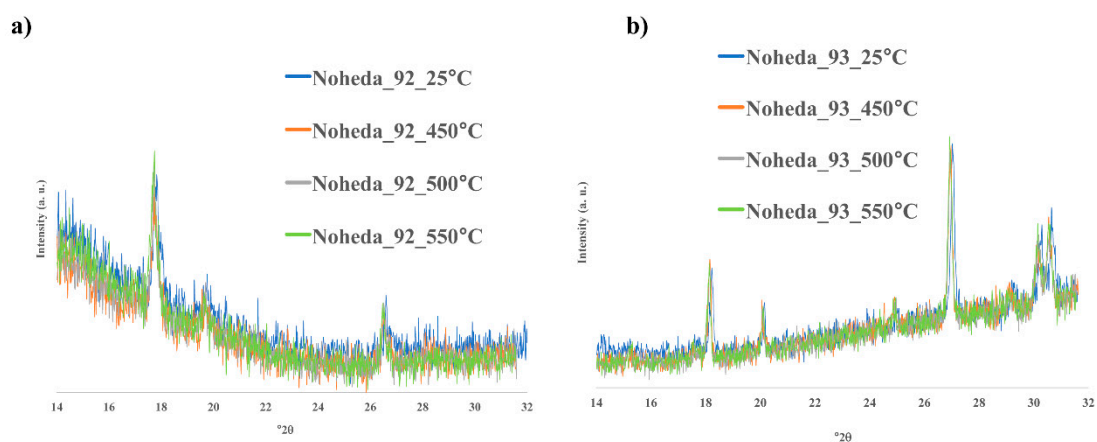 a)
Noheda_92_25°C
Noheda_92_450°C
Noheda_92_500°C
Noheda_92_550°C
Intensity (a. u.)
14 16 18 20 22 24 26 28 30 32
°2θ
b)
Noheda_93_25°C
Noheda_93_450°C
Noheda_93_500°C
Noheda_93_550°C
Intensity (a. u.)
14 16 18 20 22 24 26 28 30 32
°2θ